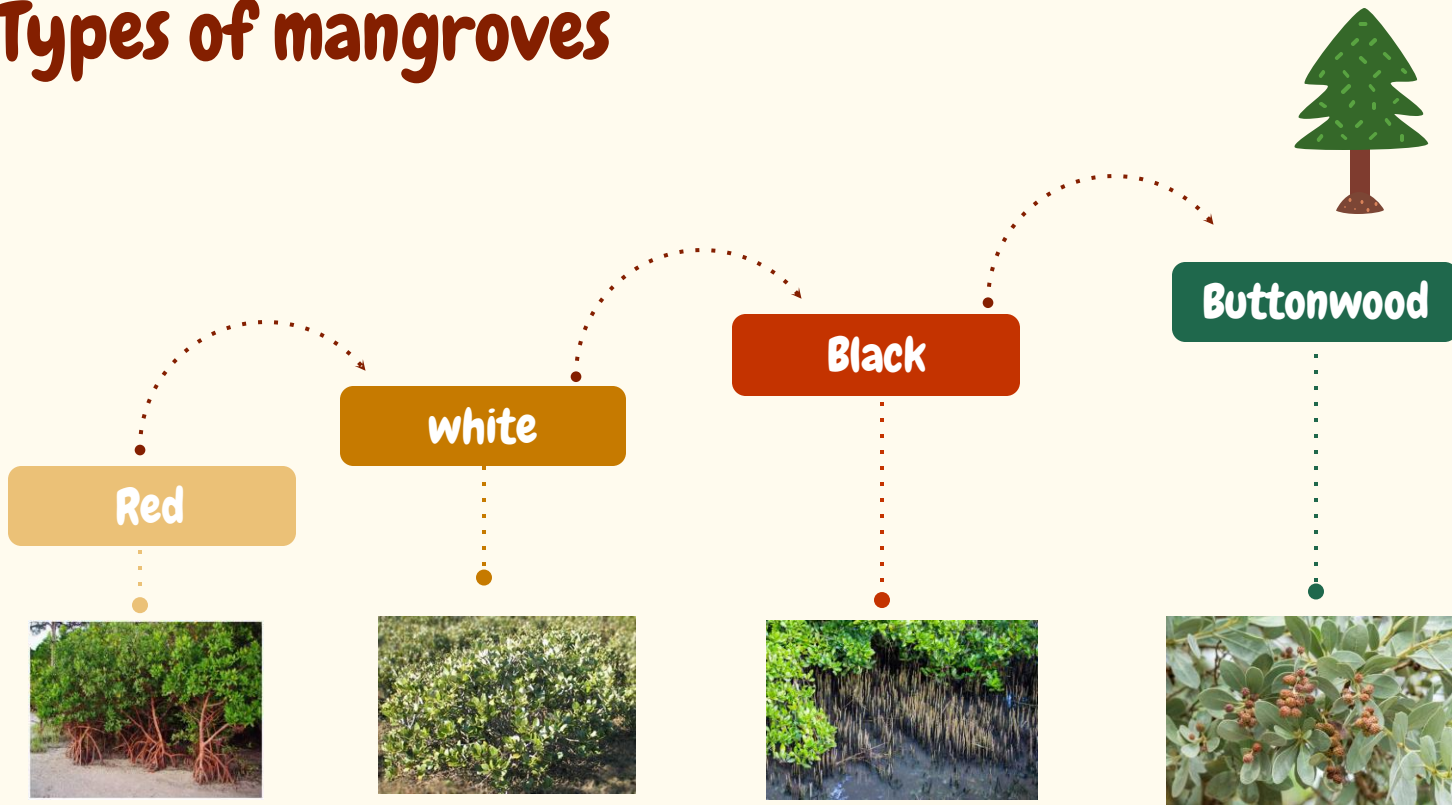 Types of mangroves
Red
white
Black
Buttonwood